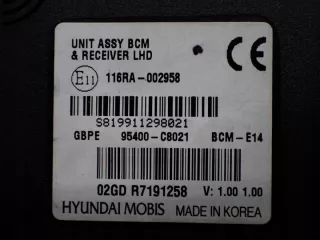 UNIT ASSY BCM
& RECEIVER LHD
CE
E11 116RA-002958
S819911298021
GBPE 95400-C8021 BCM-E14
02GD R7191258 V: 1.00 1.00
HYUNDAI MOBIS MADE IN KOREA